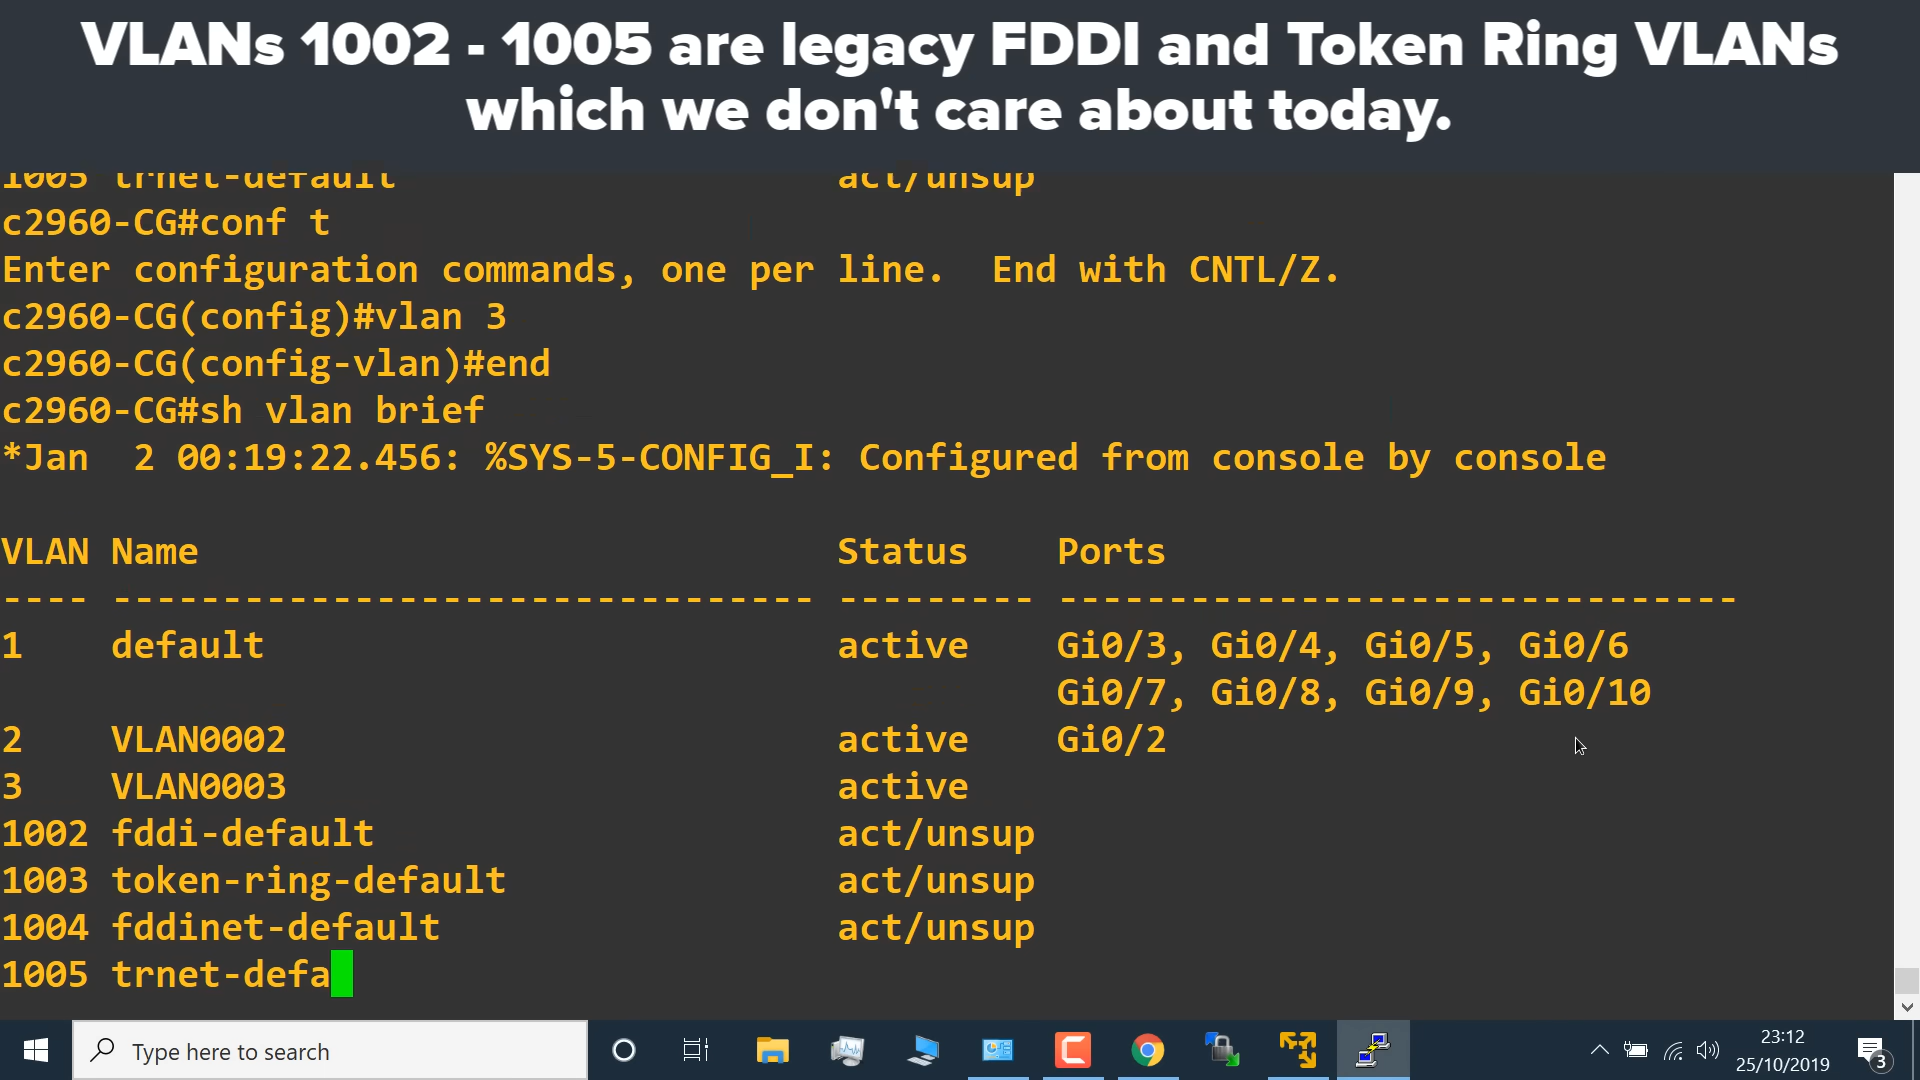 VLANs 1002 - 1005 are legacy FDDI and Token Ring VLANs
which we don't care about today.
1005 trnet-default act/unsup
c2960-CG#conf t
Enter configuration commands, one per line. End with CNTL/Z.
c2960-CG(config)#vlan 3
c2960-CG(config-vlan)#end
c2960-CG#sh vlan brief
*Jan 2 00:19:22.456: %SYS-5-CONFIG_I: Configured from console by console
VLAN Name Status Ports
---- -------------------------------- --------- -------------------------------
1 default active Gi0/3, Gi0/4, Gi0/5, Gi0/6
Gi0/7, Gi0/8, Gi0/9, Gi0/10
2 VLAN0002 active Gi0/2
3 VLAN0003 active
1002 fddi-default act/unsup
1003 token-ring-default act/unsup
1004 fddinet-default act/unsup
1005 trnet-defa
Type here to search
23:12
25/10/2019
3